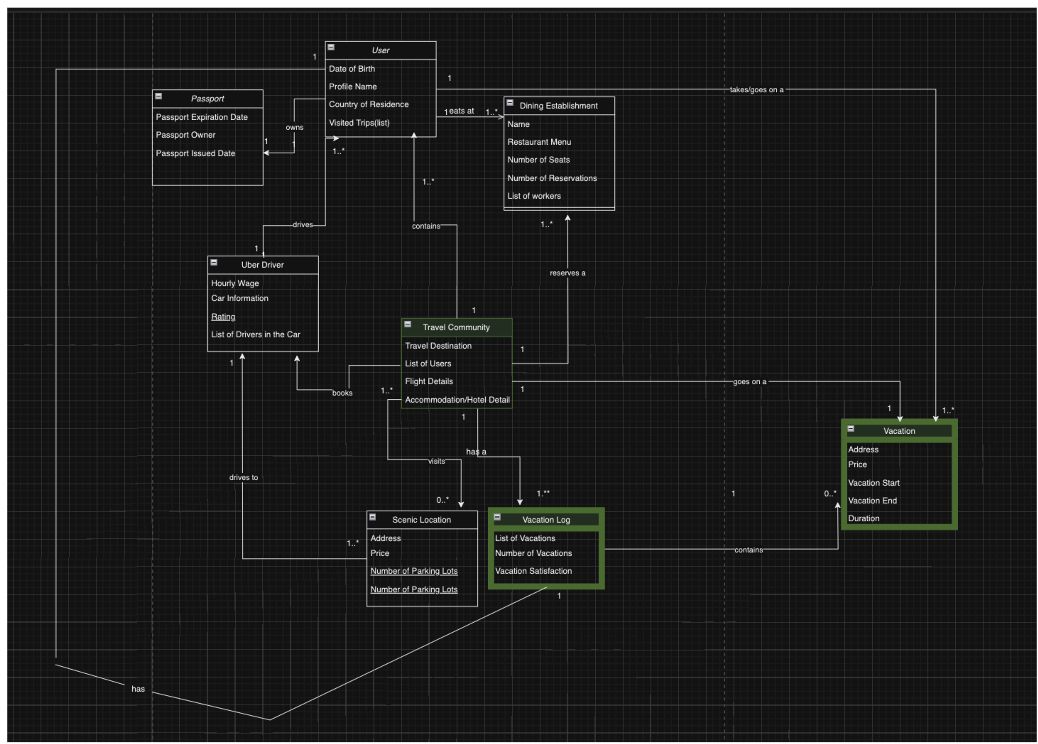 User
1
Date of Birth
Profile Name
Country of Residence
Visited Trips(list)
1
takes/goes on a
Passport
Passport Expiration Date
Passport Owner
Passport Issued Date
owns
1
1
1..*
1
eats at
1..*
Dining Establishment
Name
Restaurant Menu
Number of Seats
Number of Reservations
List of workers
1..*
1..*
drives
contains
1
reserves a
Uber Driver
Hourly Wage
Car Information
Rating
List of Drivers in the Car
1
1
Travel Community
Travel Destination
List of Users
Flight Details
Accommodation/Hotel Detail
1
1
goes on a
books
1..*
1
1
1..*
Vacation
Address
Price
Vacation Start
Vacation End
Duration
has a
visits
drives to
0..*
1..**
1
0..*
1..*
Scenic Location
Address
Price
Number of Parking Lots
Number of Parking Lots
Vacation Log
List of Vacations
Number of Vacations
Vacation Satisfaction
contains
1
has